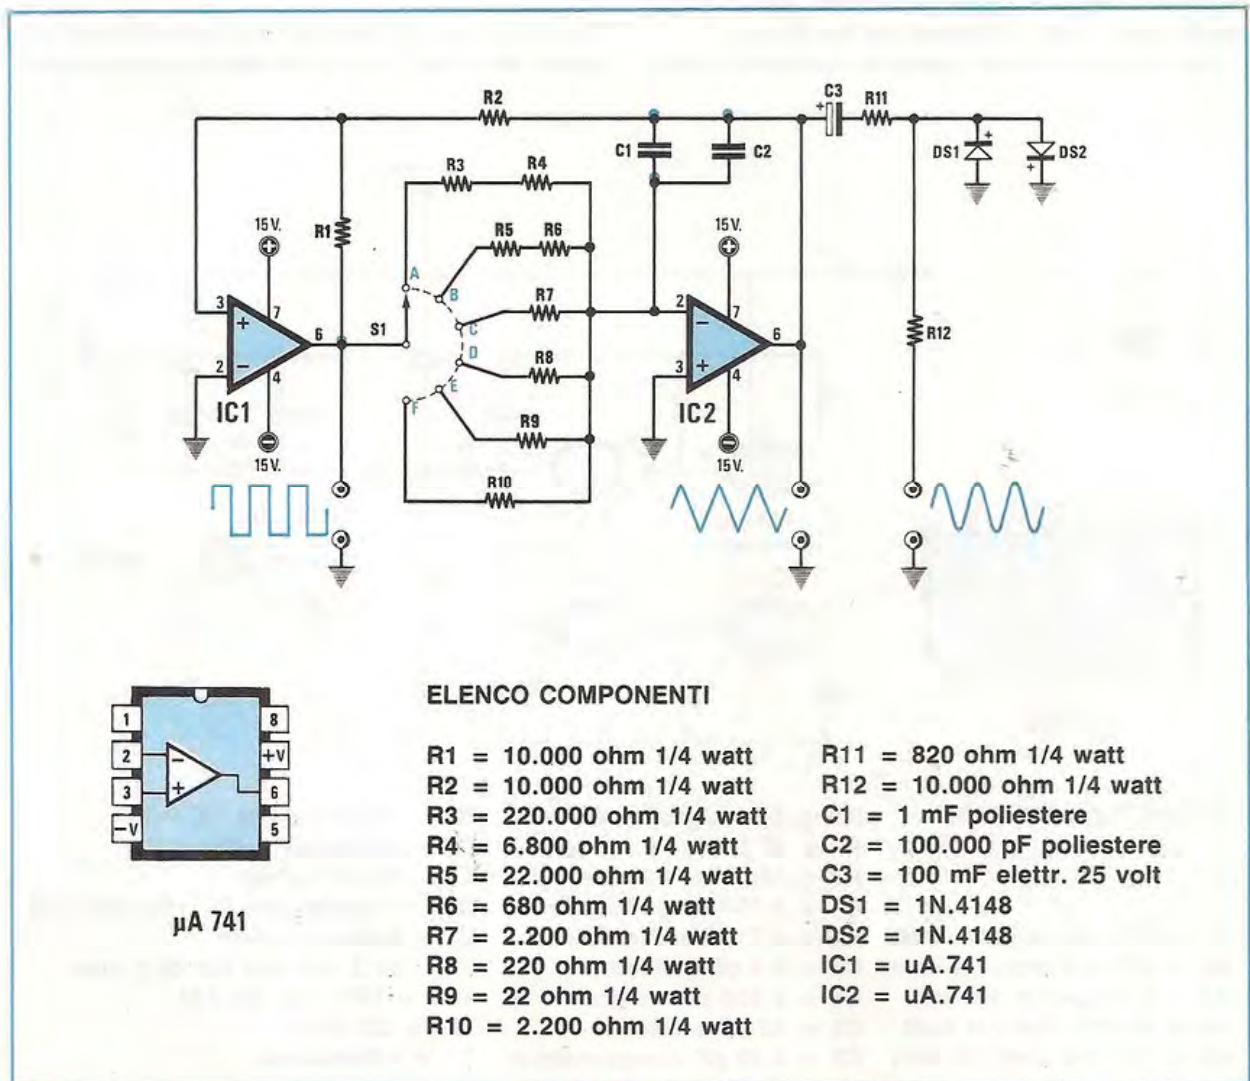 R2
C3
R11
C1
C2
DS1
DS2
+
+
+
R3
R4
15 V.
R1
R5
R6
15 V.
A
B
3
7
S1
C
R7
2
7
R12
+
6
D
R8
−
6
2
−
4
E
3
+
4
IC1
F
R9
IC2
15 V.
R10
15 V.
1
8
2
+V
3
6
−V
5
−
+
µA 741
ELENCO COMPONENTI
R1 = 10.000 ohm 1/4 watt
R2 = 10.000 ohm 1/4 watt
R3 = 220.000 ohm 1/4 watt
R4 = 6.800 ohm 1/4 watt
R5 = 22.000 ohm 1/4 watt
R6 = 680 ohm 1/4 watt
R7 = 2.200 ohm 1/4 watt
R8 = 220 ohm 1/4 watt
R9 = 22 ohm 1/4 watt
R10 = 2.200 ohm 1/4 watt
R11 = 820 ohm 1/4 watt
R12 = 10.000 ohm 1/4 watt
C1 = 1 mF poliestere
C2 = 100.000 pF poliestere
C3 = 100 mF elettr. 25 volt
DS1 = 1N.4148
DS2 = 1N.4148
IC1 = uA.741
IC2 = uA.741